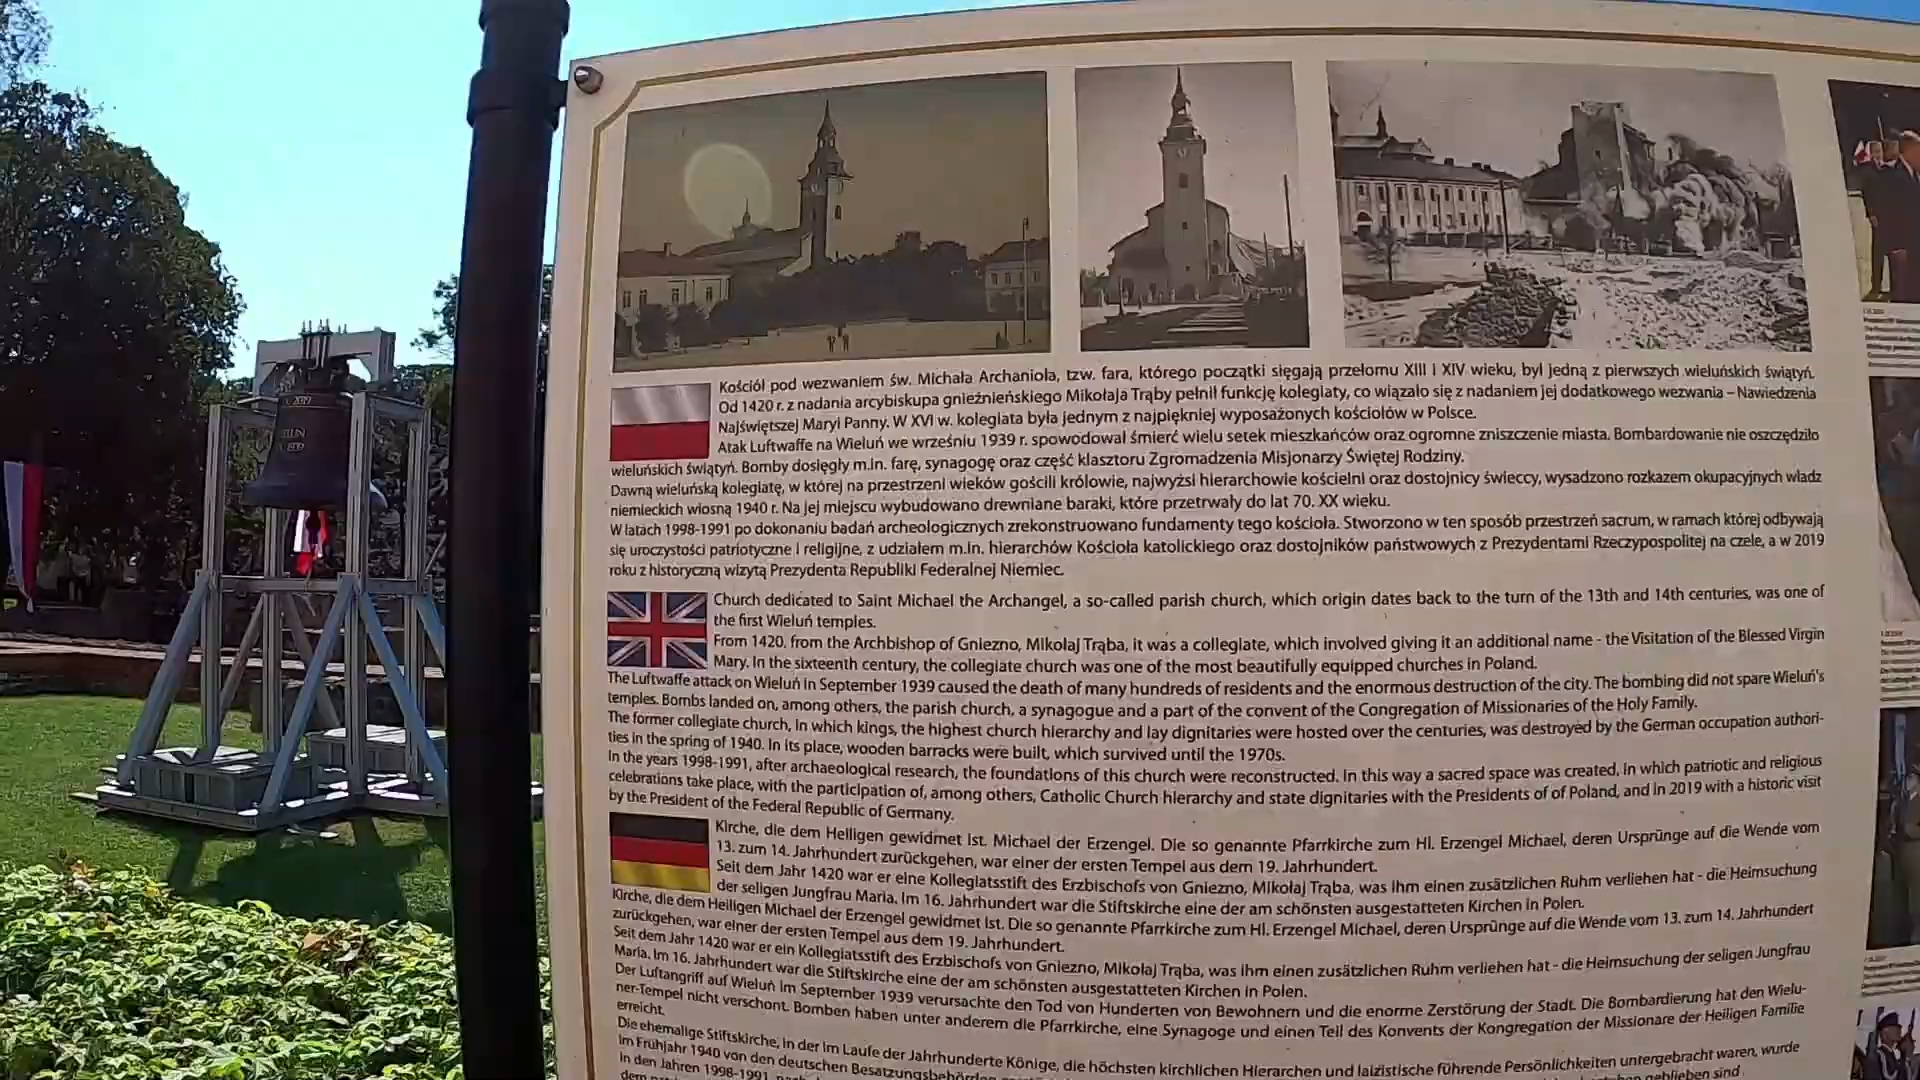 2019
1939
Kościół pod wezwaniem św. Michała Archanioła, tzw. fara, którego początki sięgają przełomu XIII i XIV wieku, był jedną z pierwszych wieluńskich świątyń.
Od 1420 r. z nadania arcybiskupa gnieźnieńskiego Mikołaja Trąby pełnił funkcję kolegiaty, co wiązało się z nadaniem jej dodatkowego wezwania – Nawiedzenia
Najświętszej Maryi Panny. W XVI w. kolegiata była jednym z najpiękniej wyposażonych kościołów w Polsce.
Atak Luftwaffe na Wieluń we wrześniu 1939 r. spowodował śmierć wielu setek mieszkańców oraz ogromne zniszczenie miasta. Bombardowanie nie oszczędziło
wieluńskich świątyń. Bomby dosięgły m.in. farę, synagogę oraz część klasztoru Zgromadzenia Misjonarzy Świętej Rodziny.
Dawną wieluńską kolegiatę, w której na przestrzeni wieków gościli królowie, najwyżsi hierarchowie kościelni oraz dostojnicy świeccy, wysadzono rozkazem okupacyjnych władz
niemieckich wiosną 1940 r. Na jej miejscu wybudowano drewniane baraki, które przetrwały do lat 70. XX wieku.
W latach 1998-1991 po dokonaniu badań archeologicznych zrekonstruowano fundamenty tego kościoła. Stworzono w ten sposób przestrzeń sacrum, w ramach której odbywają
się uroczystości patriotyczne i religijne, z udziałem m.in. hierarchów Kościoła katolickiego oraz dostojników państwowych z Prezydentami Rzeczypospolitej na czele, a w 2019
roku z historyczną wizytą Prezydenta Republiki Federalnej Niemiec.
Church dedicated to Saint Michael the Archangel, a so-called parish church, which origin dates back to the turn of the 13th and 14th centuries, was one of
the first Wieluń temples.
From 1420, from the Archbishop of Gniezno, Mikołaj Trąba, it was a collegiate, which involved giving it an additional name - the Visitation of the Blessed Virgin
Mary. In the sixteenth century, the collegiate church was one of the most beautifully equipped churches in Poland.
The Luftwaffe attack on Wieluń in September 1939 caused the death of many hundreds of residents and the enormous destruction of the city. The bombing did not spare Wieluń's
temples. Bombs landed on, among others, the parish church, a synagogue and a part of the convent of the Congregation of Missionaries of the Holy Family.
The former collegiate church, in which kings, the highest church hierarchy and lay dignitaries were hosted over the centuries, was destroyed by the German occupation authori-
ties in the spring of 1940. In its place, wooden barracks were built, which survived until the 1970s.
In the years 1998-1991, after archaeological research, the foundations of this church were reconstructed. In this way a sacred space was created, in which patriotic and religious
celebrations take place, with the participation of, among others, Catholic Church hierarchy and state dignitaries with the Presidents of of Poland, and in 2019 with a historic visit
by the President of the Federal Republic of Germany.
Kirche, die dem Heiligen gewidmet ist. Michael der Erzengel. Die so genannte Pfarrkirche zum Hl. Erzengel Michael, deren Ursprünge auf die Wende vom
13. zum 14. Jahrhundert zurückgehen, war einer der ersten Tempel aus dem 19. Jahrhundert.
Seit dem Jahr 1420 war er eine Kollegiatsstift des Erzbischofs von Gniezno, Mikołaj Trąba, was ihm einen zusätzlichen Ruhm verliehen hat - die Heimsuchung
der seligen Jungfrau Maria. Im 16. Jahrhundert war die Stiftskirche eine der am schönsten ausgestatteten Kirchen in Polen.
Kirche, die dem Heiligen Michael der Erzengel gewidmet ist. Die so genannte Pfarrkirche zum Hl. Erzengel Michael, deren Ursprünge auf die Wende vom 13. zum 14. Jahrhundert
zurückgehen, war einer der ersten Tempel aus dem 19. Jahrhundert.
Seit dem Jahr 1420 war er ein Kollegiatsstift des Erzbischofs von Gniezno, Mikołaj Trąba, was ihm einen zusätzlichen Ruhm verliehen hat - die Heimsuchung der seligen Jungfrau
Maria. Im 16. Jahrhundert war die Stiftskirche eine der am schönsten ausgestatteten Kirchen in Polen.
Der Luftangriff auf Wieluń im September 1939 verursachte den Tod von Hunderten von Bewohnern und die enorme Zerstörung der Stadt. Die Bombardierung hat den Wielu-
ner-Tempel nicht verschont. Bomben haben unter anderem die Pfarrkirche, eine Synagoge und einen Teil des Konvents der Kongregation der Missionare der Heiligen Familie
erreicht.
Die ehemalige Stiftskirche, in der im Laufe der Jahrhunderte Könige, die höchsten kirchlichen Hierarchen und laizistische führende Persönlichkeiten untergebracht waren, wurde
im Frühjahr 1940 von den deutschen Besatzungsbehörden geblieben sind.
In den Jahren 1998-1991